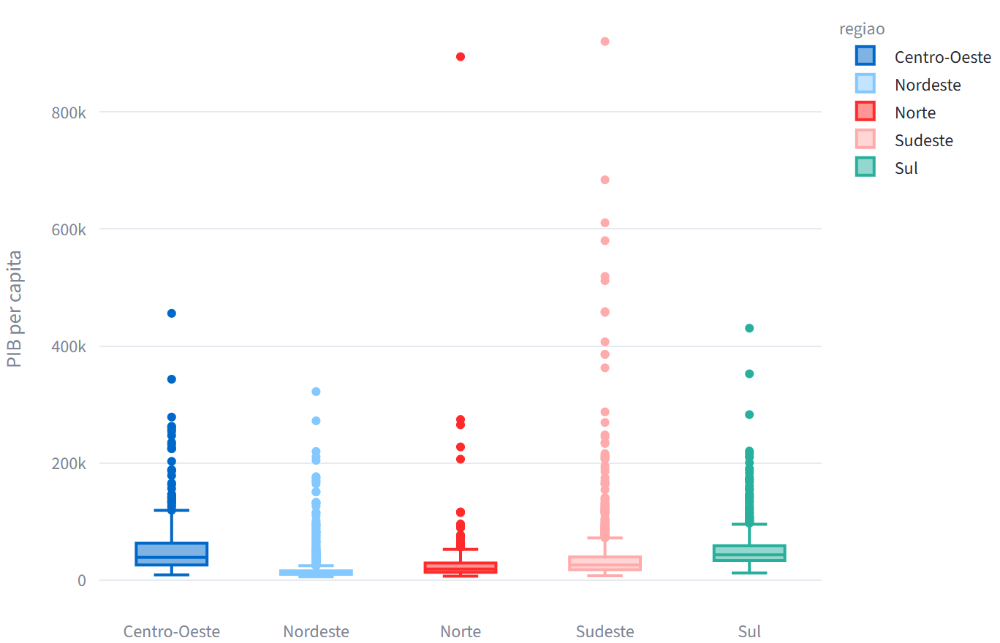 regiao
Centro-Oeste
Nordeste
Norte
Sudeste
Sul
PIB per capita
800k
600k
400k
200k
0
Centro-Oeste
Nordeste
Norte
Sudeste
Sul